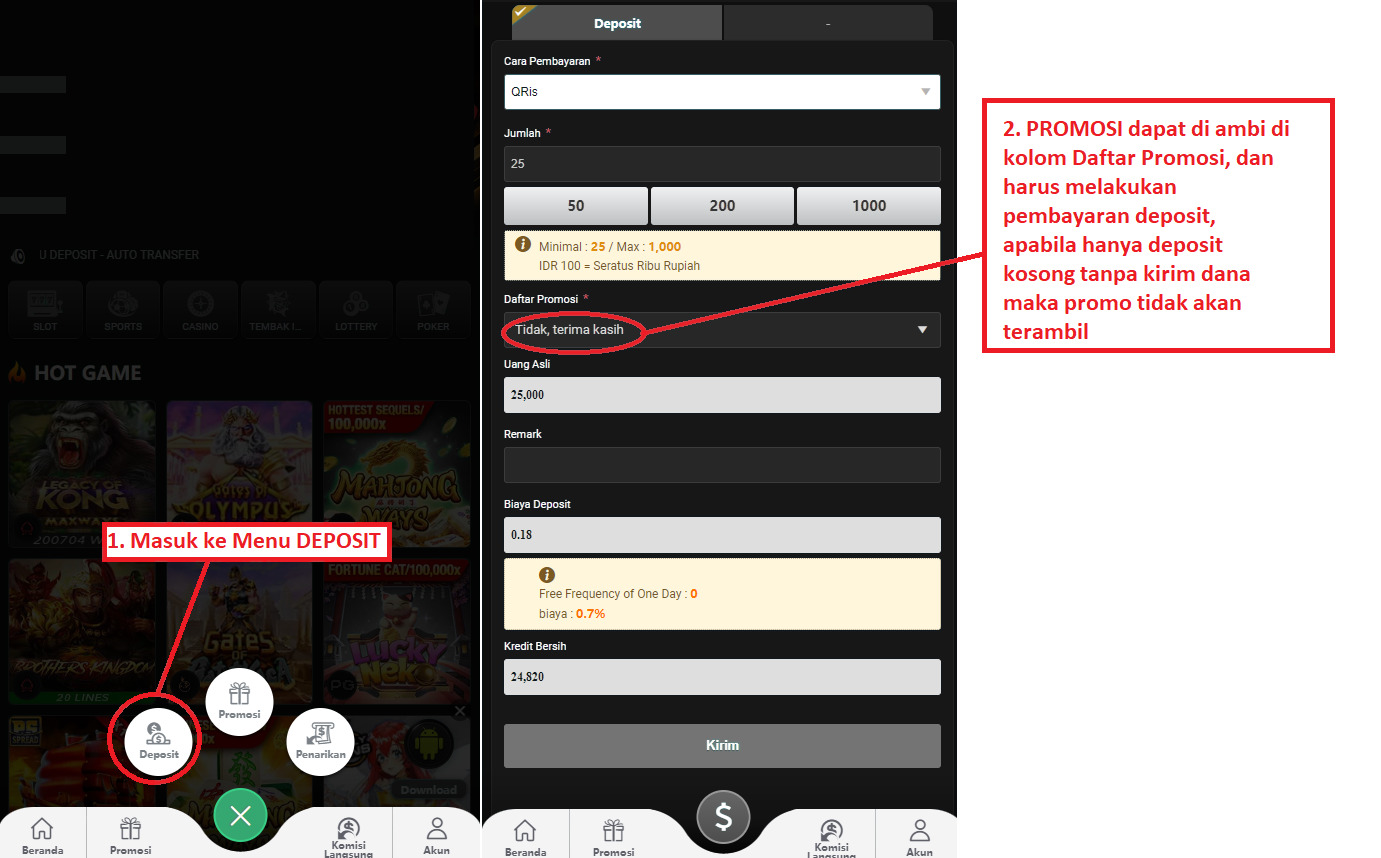 U DEPOSIT - AUTO TRANSFER
SLOT
SPORTS
CASINO
TEMBAK I...
LOTTERY
POKER
HOT GAME
HOTTEST SEQUELS/
100,000x
LEGACY OF
KONG
MAXWAYS
GATES OF
OLYMPUS
MAHJONG
WAYS
200704 W
1. Masuk ke Menu DEPOSIT
FORTUNE CAT/100,000x
BROTHERS KINGDOM
GATES
OF
LUCKY
NEKO
PG
20 LINES
Promosi
Deposit
Penarikan
Download
Beranda
Promosi
Komisi
Langsung
Akun
Deposit
-
Cara Pembayaran *
QRis
Jumlah *
25
50
200
1000
Minimal : 25 / Max : 1,000
IDR 100 = Seratus Ribu Rupiah
Daftar Promosi *
Tidak, terima kasih
Uang Asli
25,000
Remark
Biaya Deposit
0.18
Free Frequency of One Day : 0
biaya : 0.7%
Kredit Bersih
24,820
Kirim
$
Beranda
Promosi
Komisi
Langsung
Akun
2. PROMOSI dapat di ambi di
kolom Daftar Promosi, dan
harus melakukan
pembayaran deposit,
apabila hanya deposit
kosong tanpa kirim dana
maka promo tidak akan
terambil